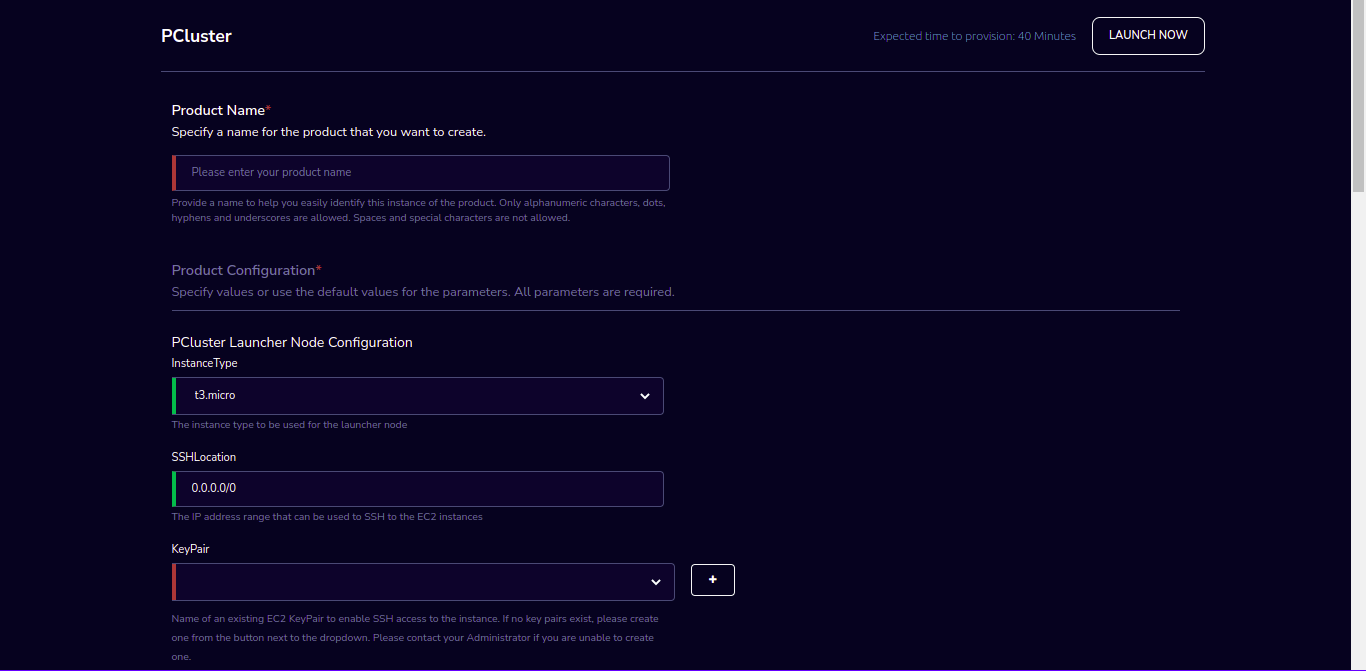 PCluster
Expected time to provision: 40 Minutes
LAUNCH NOW
Product Name*
Specify a name for the product that you want to create.
Please enter your product name
Provide a name to help you easily identify this instance of the product. Only alphanumeric characters, dots,
hyphens and underscores are allowed. Spaces and special characters are not allowed.
Product Configuration*
Specify values or use the default values for the parameters. All parameters are required.
PCluster Launcher Node Configuration
InstanceType
t3.micro
The instance type to be used for the launcher node
SSHLocation
0.0.0.0/0
The IP address range that can be used to SSH to the EC2 instances
KeyPair
+
Name of an existing EC2 KeyPair to enable SSH access to the instance. If no key pairs exist, please create
one from the button next to the dropdown. Please contact your Administrator if you are unable to create
one.